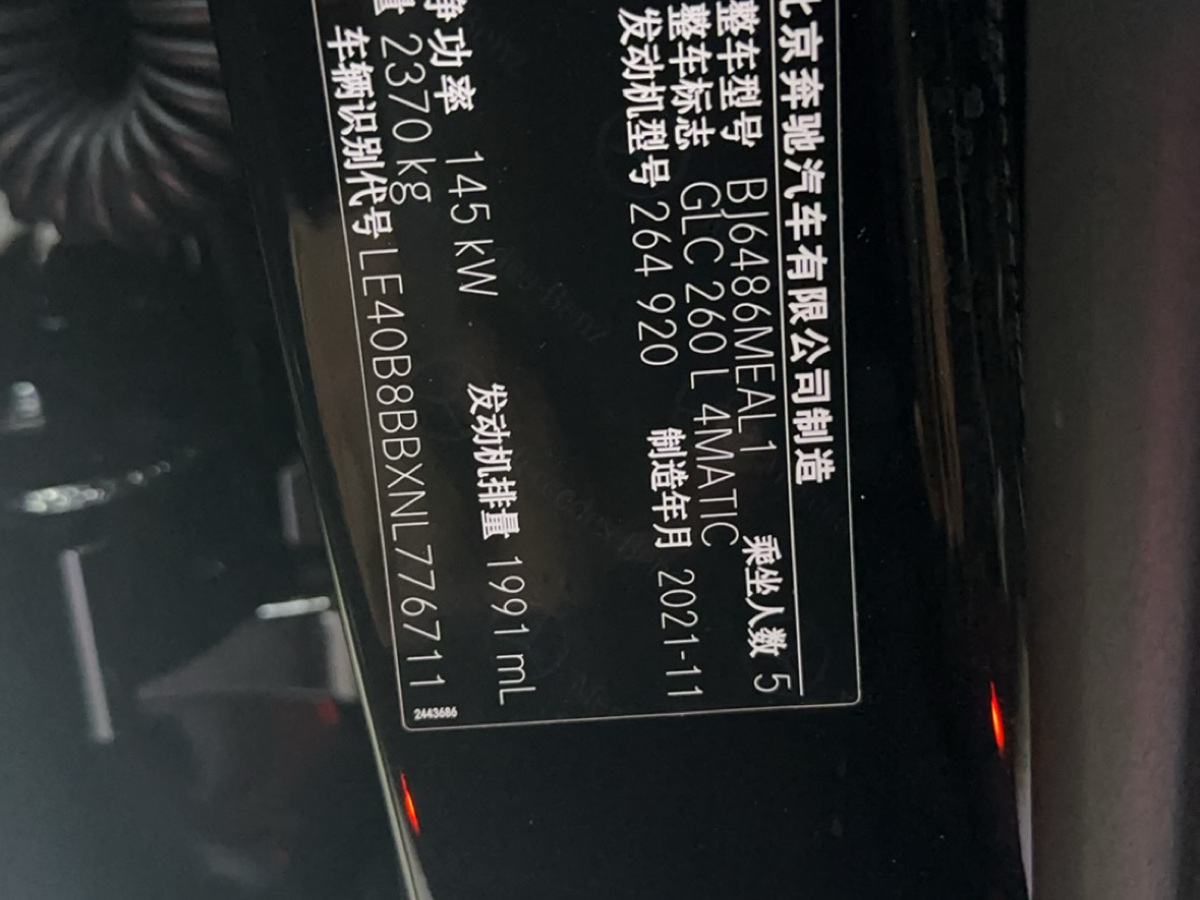 北京奔驰汽车有限公司制造
整车型号 BJ6486MEAL1 乘坐人数 5
整车标志 GLC 260 L 4MATIC
发动机型号 264 920 制造年月 2021-11
净功率 145 kW 发动机排量 1991 mL
量 2370 kg
车辆识别代号 LE40B8BBXNL776711
2443686